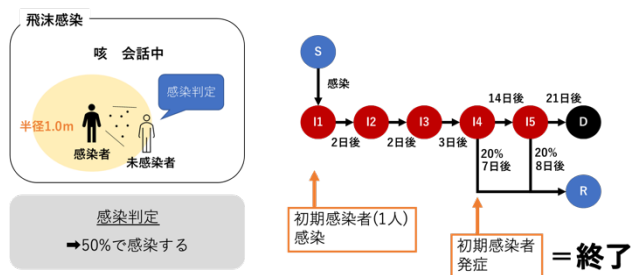 飛沫感染
咳 会話中
感染判定
半径1.0m
感染者
未感染者
感染判定
➡50%で感染する
S
感染
I1
I2
I3
I4
I5
D
2日後
2日後
3日後
14日後
21日後
20%
7日後
20%
8日後
R
初期感染者(1人)
感染
初期感染者
発症
＝終了